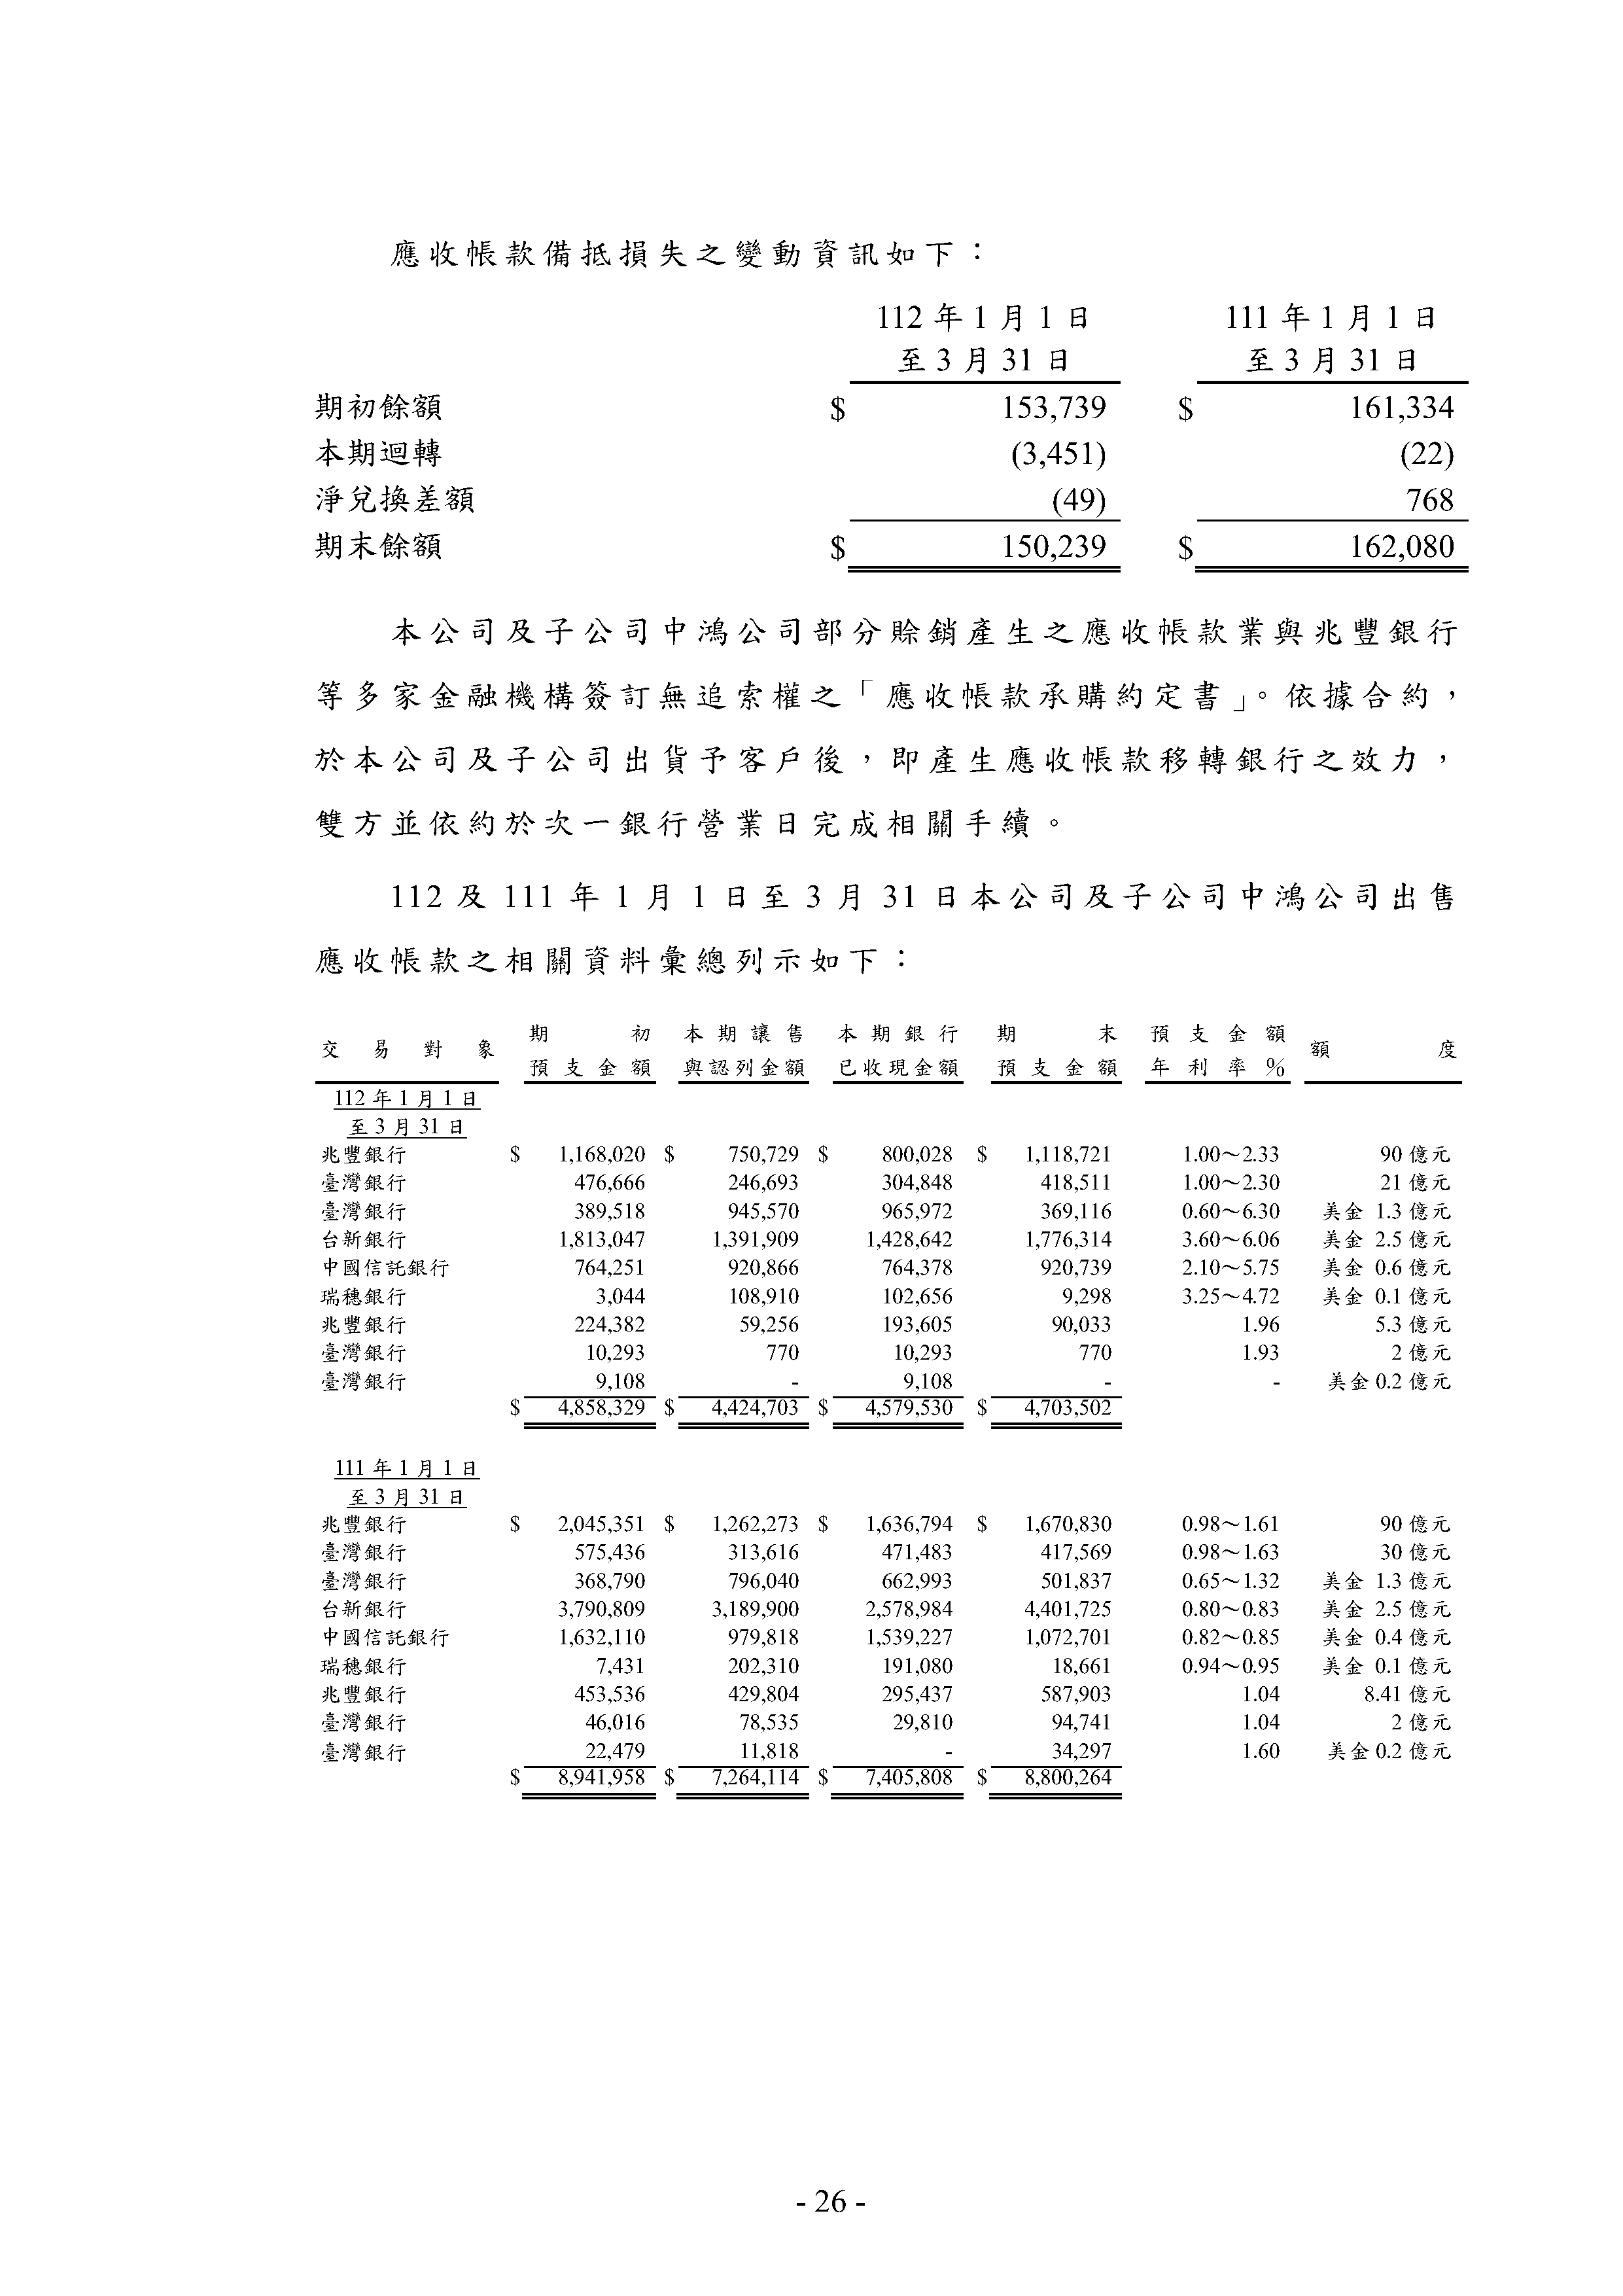 應收帳款備抵損失之變動資訊如下：
112 年 1 月 1 日 111 年 1 月 1 日
至 3 月 31 日 至 3 月 31 日
期初餘額 $ 153,739 $ 161,334
本期迴轉 (3,451) (22)
淨兌換差額 (49) 768
期末餘額 $ 150,239 $ 162,080
本公司及子公司中鴻公司部分賒銷產生之應收帳款業與兆豐銀行
等多家金融機構簽訂無追索權之「應收帳款承購約定書」。依據合約，
於本公司及子公司出貨予客戶後，即產生應收帳款移轉銀行之效力，
雙方並依約於次一銀行營業日完成相關手續。
112 及 111 年 1 月 1 日至 3 月 31 日本公司及子公司中鴻公司出售
應收帳款之相關資料彙總列示如下：
期初 本期讓售 本期銀行 期末 預支金額
交易對象 預支金額 與認列金額 已收現金額 預支金額 年利率% 額度
112 年 1 月 1 日
至 3 月 31 日
兆豐銀行 $ 1,168,020 $ 750,729 $ 800,028 $ 1,118,721 1.00～2.33 90 億元
臺灣銀行 476,666 246,693 304,848 418,511 1.00～2.30 21 億元
臺灣銀行 389,518 945,570 965,972 369,116 0.60～6.30 美金 1.3 億元
台新銀行 1,813,047 1,391,909 1,428,642 1,776,314 3.60～6.06 美金 2.5 億元
中國信託銀行 764,251 920,866 764,378 920,739 2.10～5.75 美金 0.6 億元
瑞穗銀行 3,044 108,910 102,656 9,298 3.25～4.72 美金 0.1 億元
兆豐銀行 224,382 59,256 193,605 90,033 1.96 5.3 億元
臺灣銀行 10,293 770 10,293 770 1.93 2 億元
臺灣銀行 9,108 - 9,108 - - 美金 0.2 億元
$ 4,858,329 $ 4,424,703 $ 4,579,530 $ 4,703,502
111 年 1 月 1 日
至 3 月 31 日
兆豐銀行 $ 2,045,351 $ 1,262,273 $ 1,636,794 $ 1,670,830 0.98～1.61 90 億元
臺灣銀行 575,436 313,616 471,483 417,569 0.98～1.63 30 億元
臺灣銀行 368,790 796,040 662,993 501,837 0.65～1.32 美金 1.3 億元
台新銀行 3,790,809 3,189,900 2,578,984 4,401,725 0.80～0.83 美金 2.5 億元
中國信託銀行 1,632,110 979,818 1,539,227 1,072,701 0.82～0.85 美金 0.4 億元
瑞穗銀行 7,431 202,310 191,080 18,661 0.94～0.95 美金 0.1 億元
兆豐銀行 453,536 429,804 295,437 587,903 1.04 8.41 億元
臺灣銀行 46,016 78,535 29,810 94,741 1.04 2 億元
臺灣銀行 22,479 11,818 - 34,297 1.60 美金 0.2 億元
$ 8,941,958 $ 7,264,114 $ 7,405,808 $ 8,800,264
- 26 -